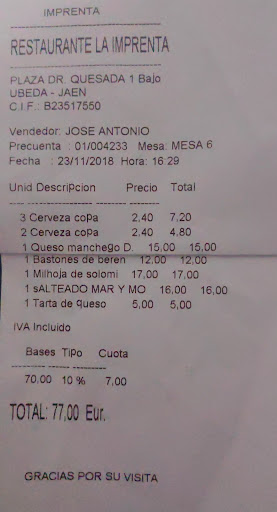 IMPRENTA
RESTAURANTE LA IMPRENTA
PLAZA DR. QUESADA 1 Bajo
UBEDA - JAEN
C.I.F.: B23517550
Vendedor: JOSE ANTONIO
Precuenta : 01/004233 Mesa: MESA 6
Fecha : 23/11/2018 Hora: 16:29
Unid Descripcion Precio Total
3 Cerveza copa 2,40 7,20
2 Cerveza copa 2,40 4,80
1 Queso manchego D. 15,00 15,00
1 Bastones de beren 12,00 12,00
1 Milhoja de solomi 17,00 17,00
1 sALTEADO MAR Y MO 16,00 16,00
1 Tarta de queso 5,00 5,00
IVA Incluido
Bases Tipo Cuota
70,00 10 % 7,00
TOTAL: 77,00 Eur.
GRACIAS POR SU VISITA